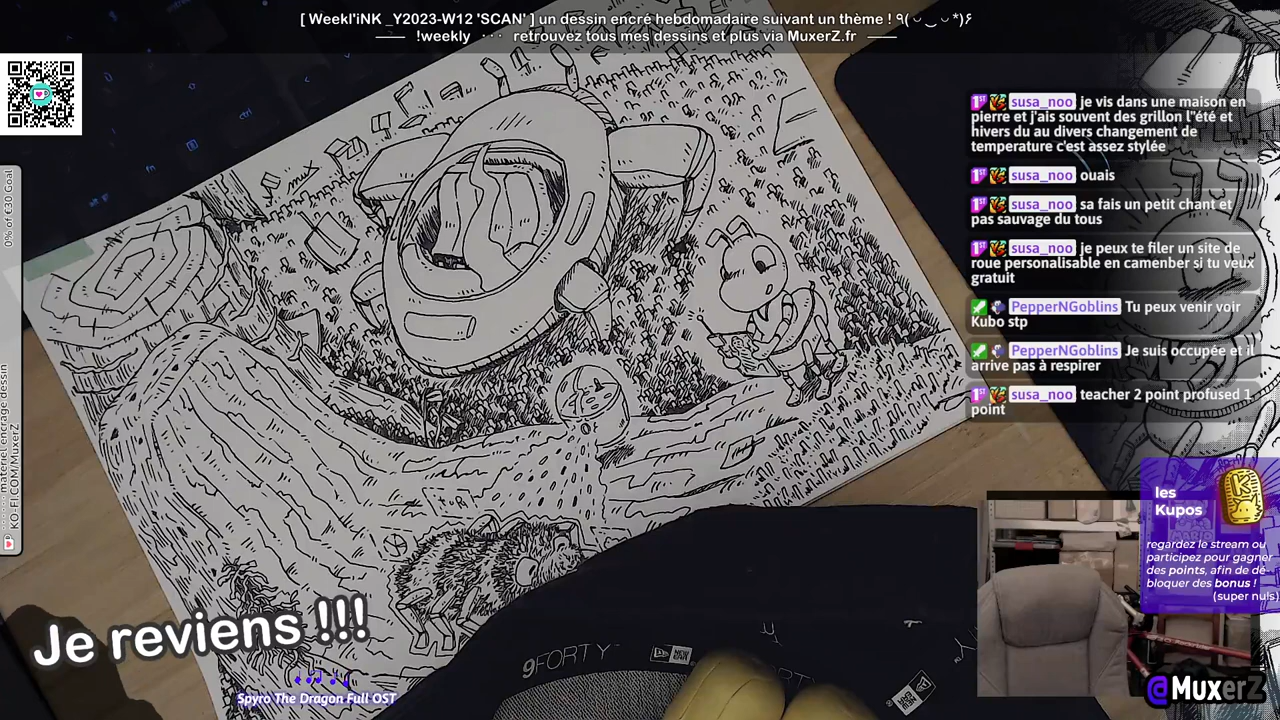 [ Weekl'iNK _Y2023-W12 'SCAN' ] un dessin encré hebdomadaire suivant un thème !
!weekly ··· retrouvez tous mes dessins et plus via MuxerZ.fr
0% of €30 Goal
materiel encrage dessin
KO-FI.COM/MuxerZ
susa_noo je vis dans une maison en
pierre et j'ais souvent des grillon l"été et
hivers du au divers changement de
temperature c'est assez stylée
susa_noo ouais
susa_noo sa fais un petit chant et
pas sauvage du tous
susa_noo je peux te filer un site de
roue personalisable en camenber si tu veux
gratuit
PepperNGoblins Tu peux venir voir
Kubo stp
PepperNGoblins Je suis occupée et il
arrive pas à respirer
susa_noo teacher 2 point profused 1
point
les
Kupos
regardez le stream ou
participez pour gagner
des points, afin de dé
bloquer des bonus !
(super nuls)
Je reviens !!!
Spyro The Dragon Full OST
9FORTY
NEW ERA
@MuxerZ